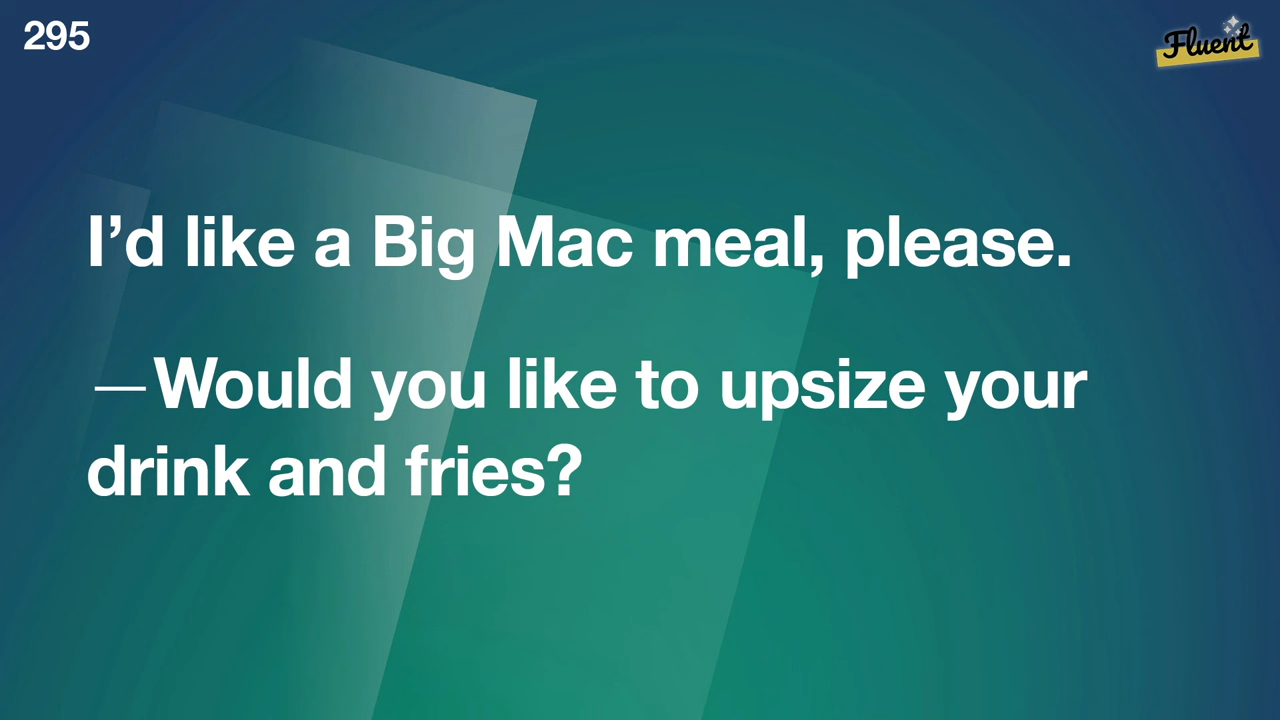 295
Fluent
I’d like a Big Mac meal, please.
—Would you like to upsize your
drink and fries?